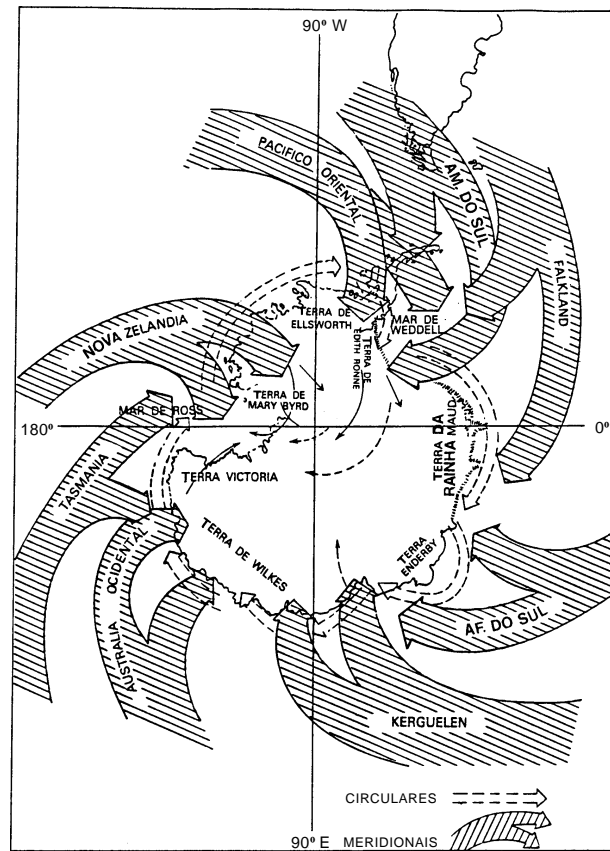 90º W
PACIFICO ORIENTAL
AM. DO SUL
FALKLAND
NOVA ZELANDIA
TERRA DE
ELLSWORTH
MAR DE
WEDDELL
TERRA DE
EDITH RONNE
TERRA DE
MARY BYRD
MAR. DE ROSS
180º
0º
TERRA DA
RAINHA MAUD
TASMANIA
TERRA VICTORIA
TERRA DE WILKES
TERRA
ENDERBY
AUSTRALIA OCIDENTAL
AF. DO SUL
KERGUELEN
CIRCULARES
90º E
MERIDIONAIS